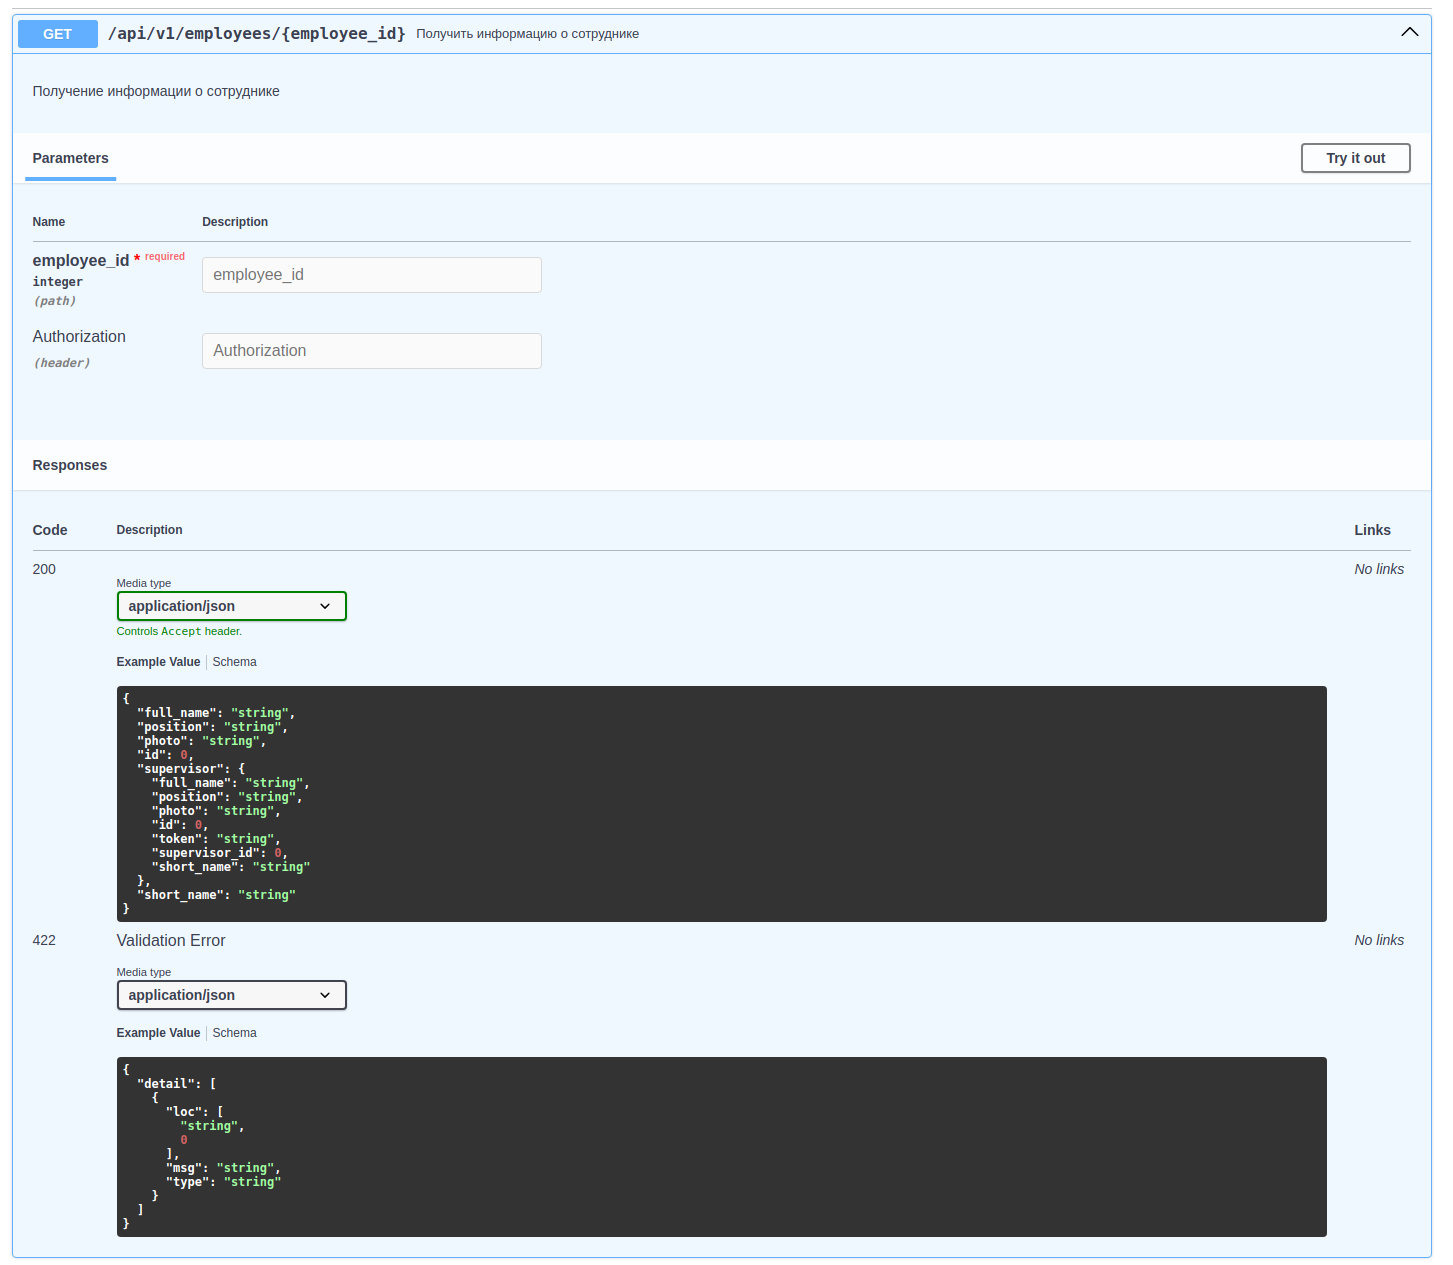 GET /api/v1/employees/{employee_id} Получить информацию о сотруднике
Получение информации о сотруднике
Parameters Try it out
Name Description
employee_id * required
integer
(path)
employee_id
Authorization
(header)
Authorization
Responses
Code Description Links
200 No links
Media type
application/json
Controls Accept header.
Example Value Schema
{
  "full_name": "string",
  "position": "string",
  "photo": "string",
  "id": 0,
  "supervisor": {
    "full_name": "string",
    "position": "string",
    "photo": "string",
    "id": 0,
    "token": "string",
    "supervisor_id": 0,
    "short_name": "string"
  },
  "short_name": "string"
}
422 Validation Error No links
Media type
application/json
Example Value Schema
{
  "detail": [
    {
      "loc": [
        "string",
        0
      ],
      "msg": "string",
      "type": "string"
    }
  ]
}